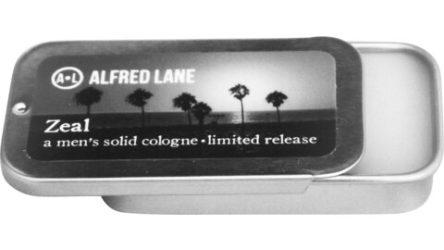 A•L ALFRED LANE
Zeal
a men's solid cologne • limited release